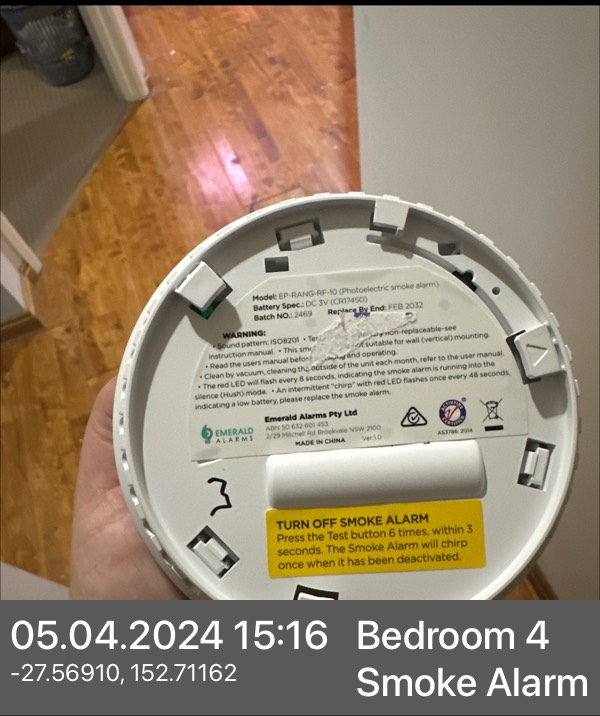 Model: EP-RANG-RF-10 (Photoelectric smoke alarm)
Battery Spec.: DC 3V (CR17450)
Batch NO.: 2469 Replace By End: FEB 2032
WARNING:
• Sound pattern: ISO8201 • non-replaceable-see
instruction manual. • This not suitable for wall (vertical) mounting.
• Read the users manual before and operating.
• Clean by vacuum, cleaning the outside of the unit each month, refer to the user manual.
• The red LED will flash every 8 seconds, indicating the smoke alarm is running into the
silence (Hush) mode. • An intermittent "chirp" with red LED flashes once every 48 seconds,
indicating a low battery, please replace the smoke alarm.
EMERALD
ALARMS
Emerald Alarms Pty Ltd
ABN 50 632 601 453
2/29 Mitchell Rd Brookvale NSW 2100
MADE IN CHINA Ver:1.0
AS3786: 2014
3
TURN OFF SMOKE ALARM
Press the Test button 6 times, within 3
seconds. The Smoke Alarm will chirp
once when it has been deactivated.
05.04.2024 15:16
-27.56910, 152.71162
Bedroom 4
Smoke Alarm